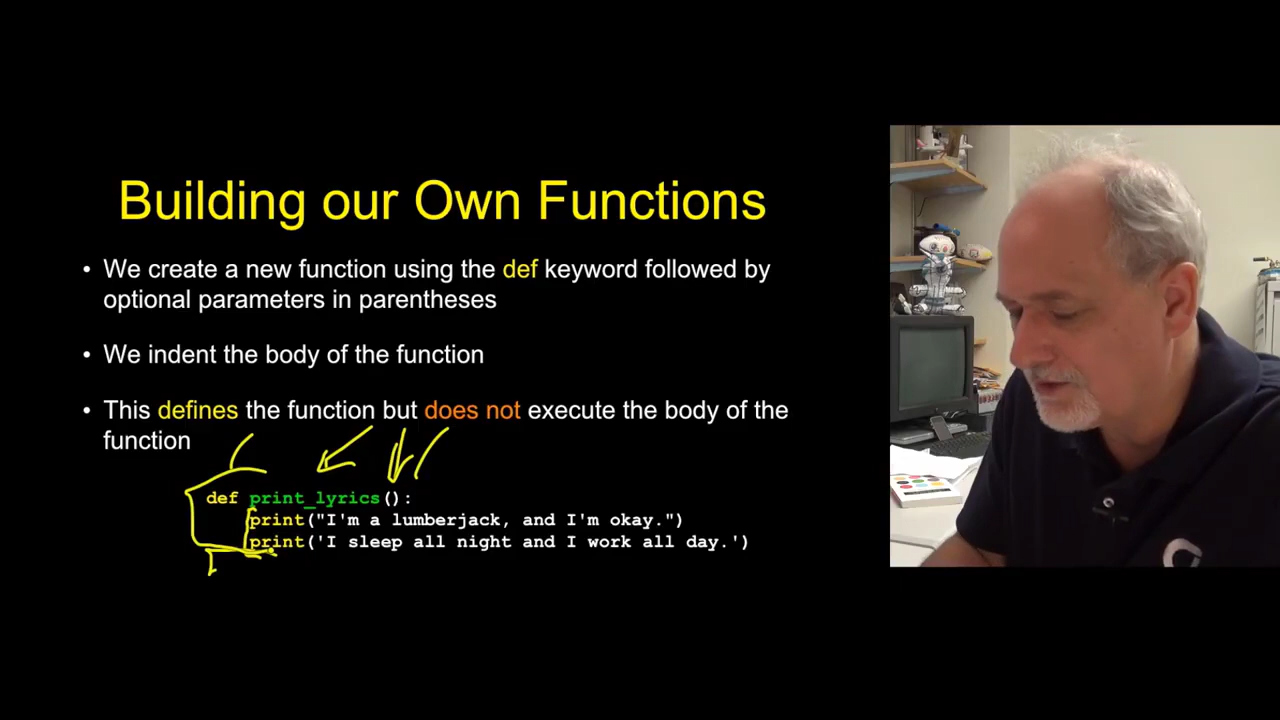 Building our Own Functions
• We create a new function using the def keyword followed by
optional parameters in parentheses
• We indent the body of the function
• This defines the function but does not execute the body of the
function
def print_lyrics():
print("I'm a lumberjack, and I'm okay.")
print('I sleep all night and I work all day.')